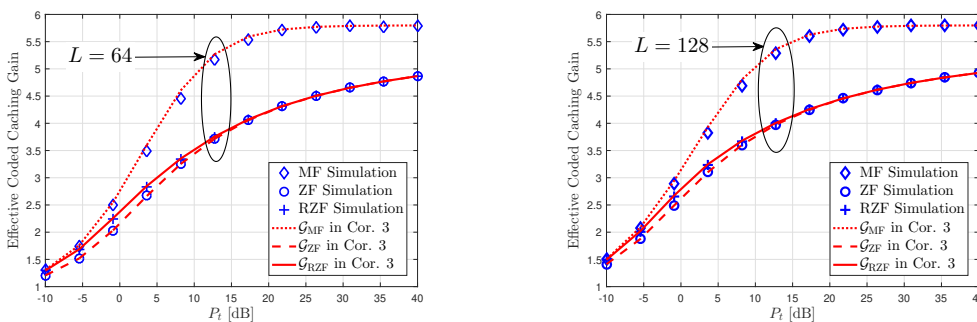 Effective Coded Caching Gain
6
5.5
5
4.5
4
3.5
3
2.5
2
1.5
1
-10 -5 0 5 10 15 20 25 30 35 40
P_t [dB]
L = 64
MF Simulation
ZF Simulation
RZF Simulation
𝒢_MF in Cor. 3
𝒢_ZF in Cor. 3
𝒢_RZF in Cor. 3
Effective Coded Caching Gain
6
5.5
5
4.5
4
3.5
3
2.5
2
1.5
1
-10 -5 0 5 10 15 20 25 30 35 40
P_t [dB]
L = 128
MF Simulation
ZF Simulation
RZF Simulation
𝒢_MF in Cor. 3
𝒢_ZF in Cor. 3
𝒢_RZF in Cor. 3